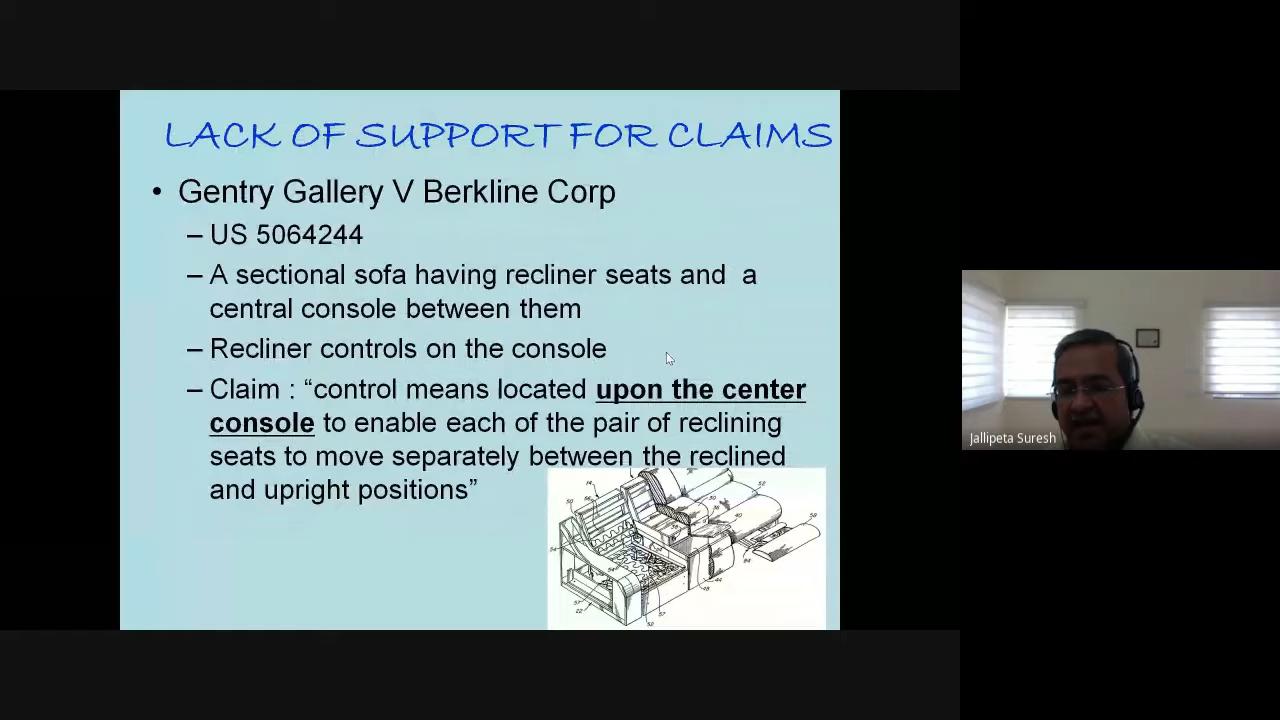 LACK OF SUPPORT FOR CLAIMS
• Gentry Gallery V Berkline Corp
– US 5064244
– A sectional sofa having recliner seats and a
central console between them
– Recliner controls on the console
– Claim : “control means located upon the center
console to enable each of the pair of reclining
seats to move separately between the reclined
and upright positions”
Jallipeta Suresh